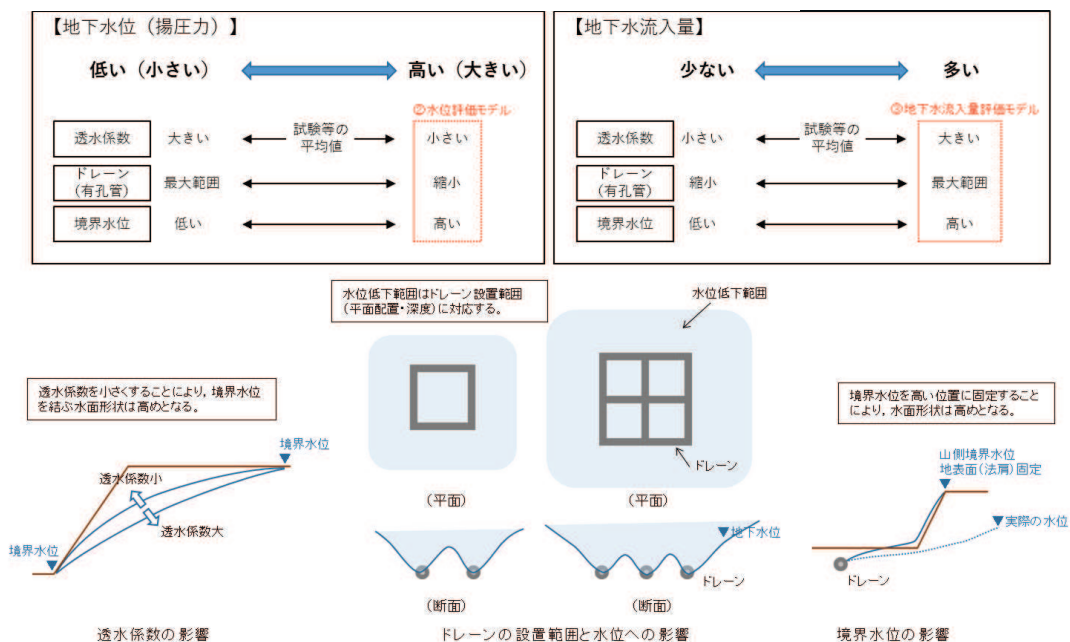 【地下水位（揚圧力）】
低い（小さい）
高い（大きい）
②水位評価モデル
透水係数
大きい
試験等の
平均値
小さい
ドレーン
(有孔管)
最大範囲
縮小
境界水位
低い
高い
【地下水流入量】
少ない
多い
③地下水流入量評価モデル
透水係数
小さい
試験等の
平均値
大きい
ドレーン
(有孔管)
縮小
最大範囲
境界水位
低い
高い
水位低下範囲はドレーン設置範囲
（平面配置・深度）に対応する。
水位低下範囲
透水係数を小さくすることにより，境界水位
を結ぶ水面形状は高めとなる。
境界水位を高い位置に固定すること
により，水面形状は高めとなる。
境界水位
透水係数小
透水係数大
境界水位
ドレーン
（平面）
（平面）
地下水位
ドレーン
（断面）
（断面）
山側境界水位
地表面（法肩）固定
実際の水位
ドレーン
透水係数の影響
ドレーンの設置範囲と水位への影響
境界水位の影響